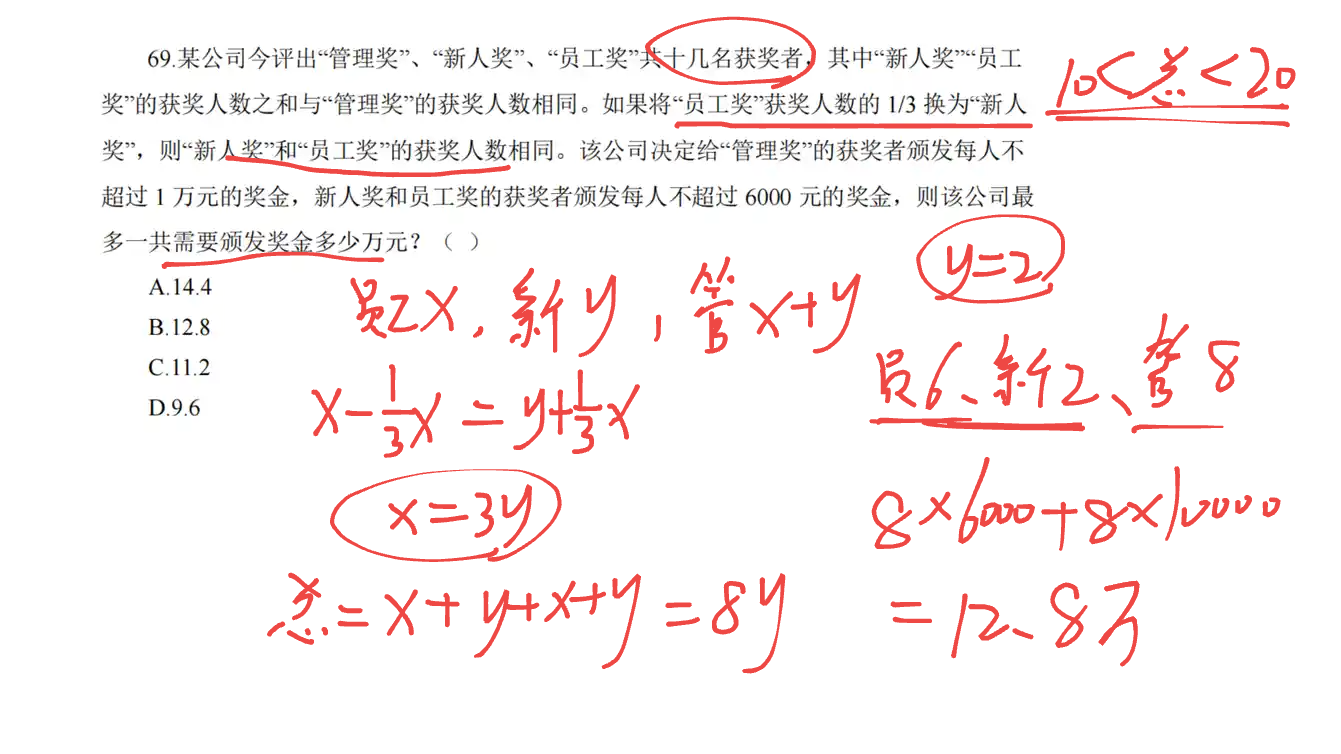 69.某公司今评出“管理奖”、“新人奖”、“员工奖”共十几名获奖者，其中“新人奖”“员工
奖”的获奖人数之和与“管理奖”的获奖人数相同。如果将“员工奖”获奖人数的 1/3 换为“新人
奖”，则“新人奖”和“员工奖”的获奖人数相同。该公司决定给“管理奖”的获奖者颁发每人不
超过 1 万元的奖金，新人奖和员工奖的获奖者颁发每人不超过 6000 元的奖金，则该公司最
多一共需要颁发奖金多少万元？（ ）
A.14.4
B.12.8
C.11.2
D.9.6
10<总<20
员工x、新y，管x+y
x-1/3x=y+1/3x
x=3y
总=x+y+x+y=8y
y=2
员6、新2、管8
8×6000+8×10000
=12.8万